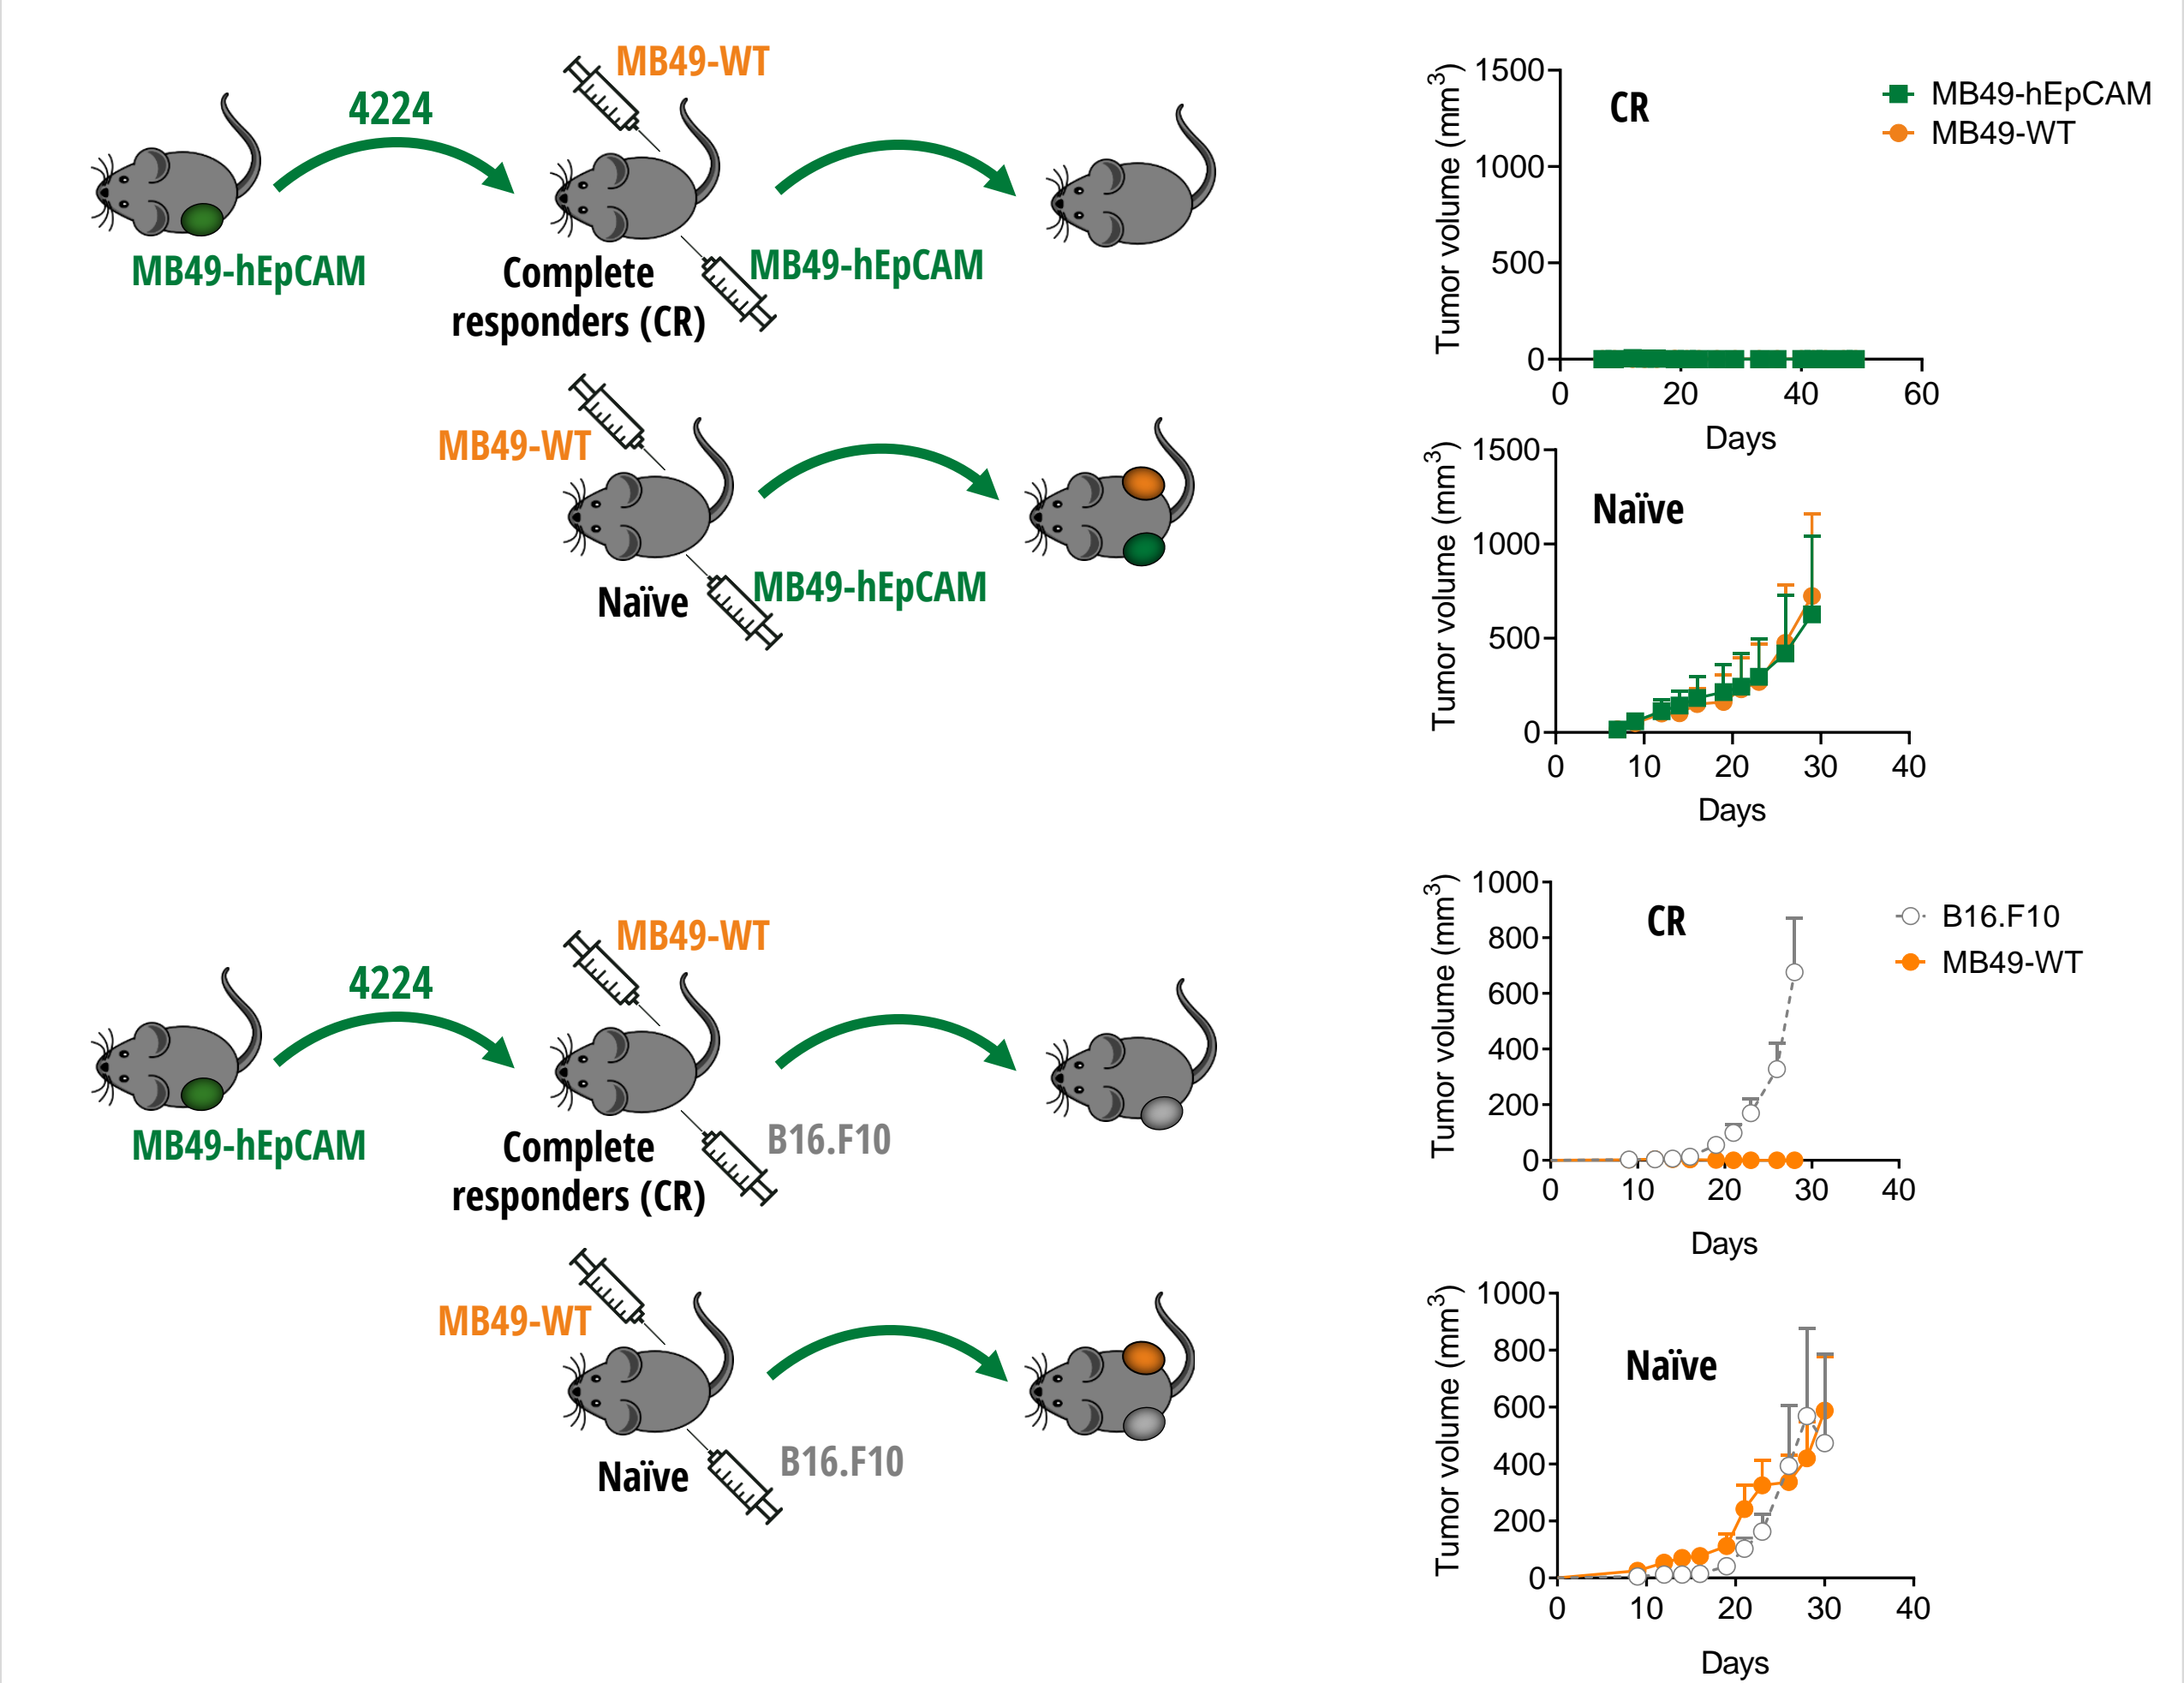 MB49-WT
4224
MB49-hEpCAM
Complete
responders (CR)
MB49-hEpCAM
MB49-WT
Naïve
MB49-hEpCAM
CR
MB49-hEpCAM
MB49-WT
Tumor volume (mm3)
1500
1000
500
0
0 20 40 60
Days
Naïve
Tumor volume (mm3)
1500
1000
500
0
0 10 20 30 40
Days
MB49-WT
4224
MB49-hEpCAM
Complete
responders (CR)
B16.F10
MB49-WT
Naïve
B16.F10
CR
B16.F10
MB49-WT
Tumor volume (mm3)
1000
800
600
400
200
0
0 10 20 30 40
Days
Naïve
Tumor volume (mm3)
1000
800
600
400
200
0
0 10 20 30 40
Days